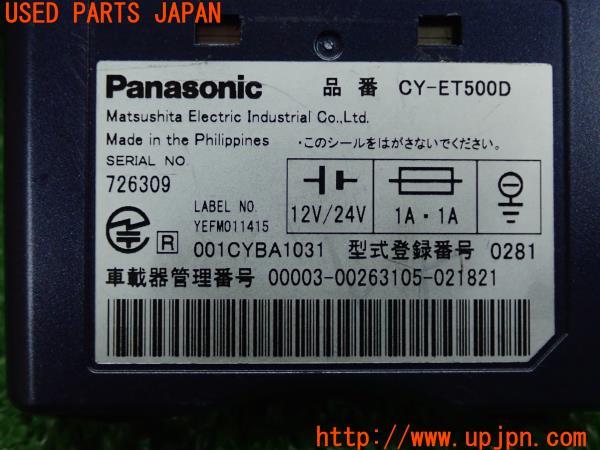 USED PARTS JAPAN
Panasonic 品番 CY-ET500D
Matsushita Electric Industrial Co.,Ltd.
Made in the Philippines ・このシールをはがさないでください。
SERIAL NO.
726309
LABEL NO.
YEFM011415
12V/24V
1A・1A
R 001CYBA1031 型式登録番号 0281
車載器管理番号 00003-00263105-021821
http://www.upjpn.com